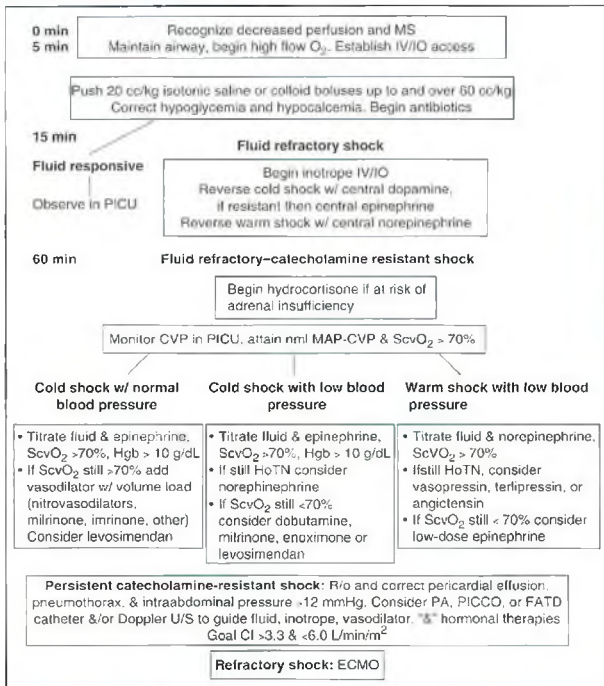 0 min
Recognize decreased perfusion and MS
5 min
Maintain airway, begin high flow O₂. Establish IV/IO access
Push 20 cc/kg isotonic saline or colloid boluses up to and over 60 cc/kg
Correct hypoglycemia and hypocalcemia. Begin antibiotics
15 min
Fluid refractory shock
Fluid responsive
Observe in PICU
Begin inotrope IV/IO
Reverse cold shock w/ central dopamine,
if resistant then central epinephrine
Reverse warm shock w/ central norepinephrine
60 min
Fluid refractory–catecholamine resistant shock
Begin hydrocortisone if at risk of
adrenal insufficiency
Monitor CVP in PICU, attain nml MAP-CVP & ScvO₂ > 70%
Cold shock w/ normal
blood pressure
Cold shock with low blood
pressure
Warm shock with low blood
pressure
• Titrate fluid & epinephrine,
ScvO₂ >70%, Hgb > 10 g/dL
• If ScvO₂ still >70% add
vasodilator w/ volume load
(nitrovasodilators,
milrinone, imrinone, other)
Consider levosimendan
• Titrate fluid & epinephrine,
ScvO₂ >70%, Hgb > 10 g/dL
• If still HoTN consider
norephinephrine
• If ScvO₂ still <70%
consider dobutamine,
milrinone, enoximone or
levosimendan
• Titrate fluid & norepinephrine,
ScVO₂ > 70%
• Ifstill HoTN, consider
vasopressin, terlipressin, or
angictensin
• If ScvO₂ still < 70% consider
low-dose epinephrine
Persistent catecholamine-resistant shock: R/o and correct pericardial effusion,
pneumothorax, & intraabdominal pressure >12 mmHg. Consider PA, PICCO, or FATD
catheter &/or Doppler U/S to guide fluid, inotrope, vasodilator, "&" hormonal therapies
Goal CI >3.3 & <6.0 L/min/m²
Refractory shock: ECMO